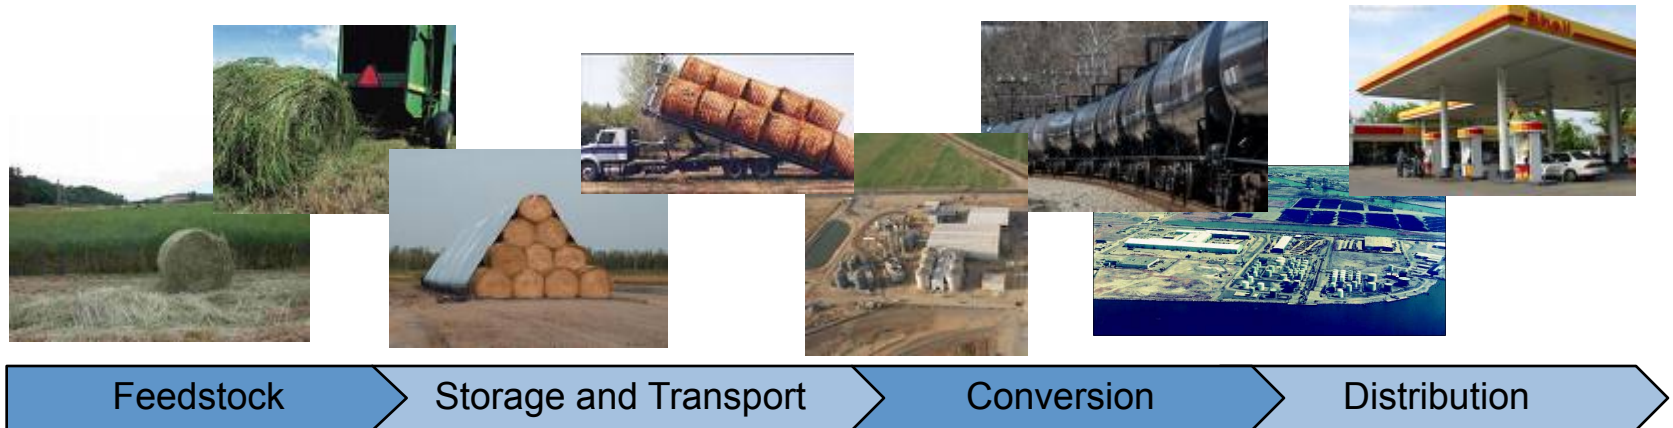 Shell
Feedstock
Storage and Transport
Conversion
Distribution